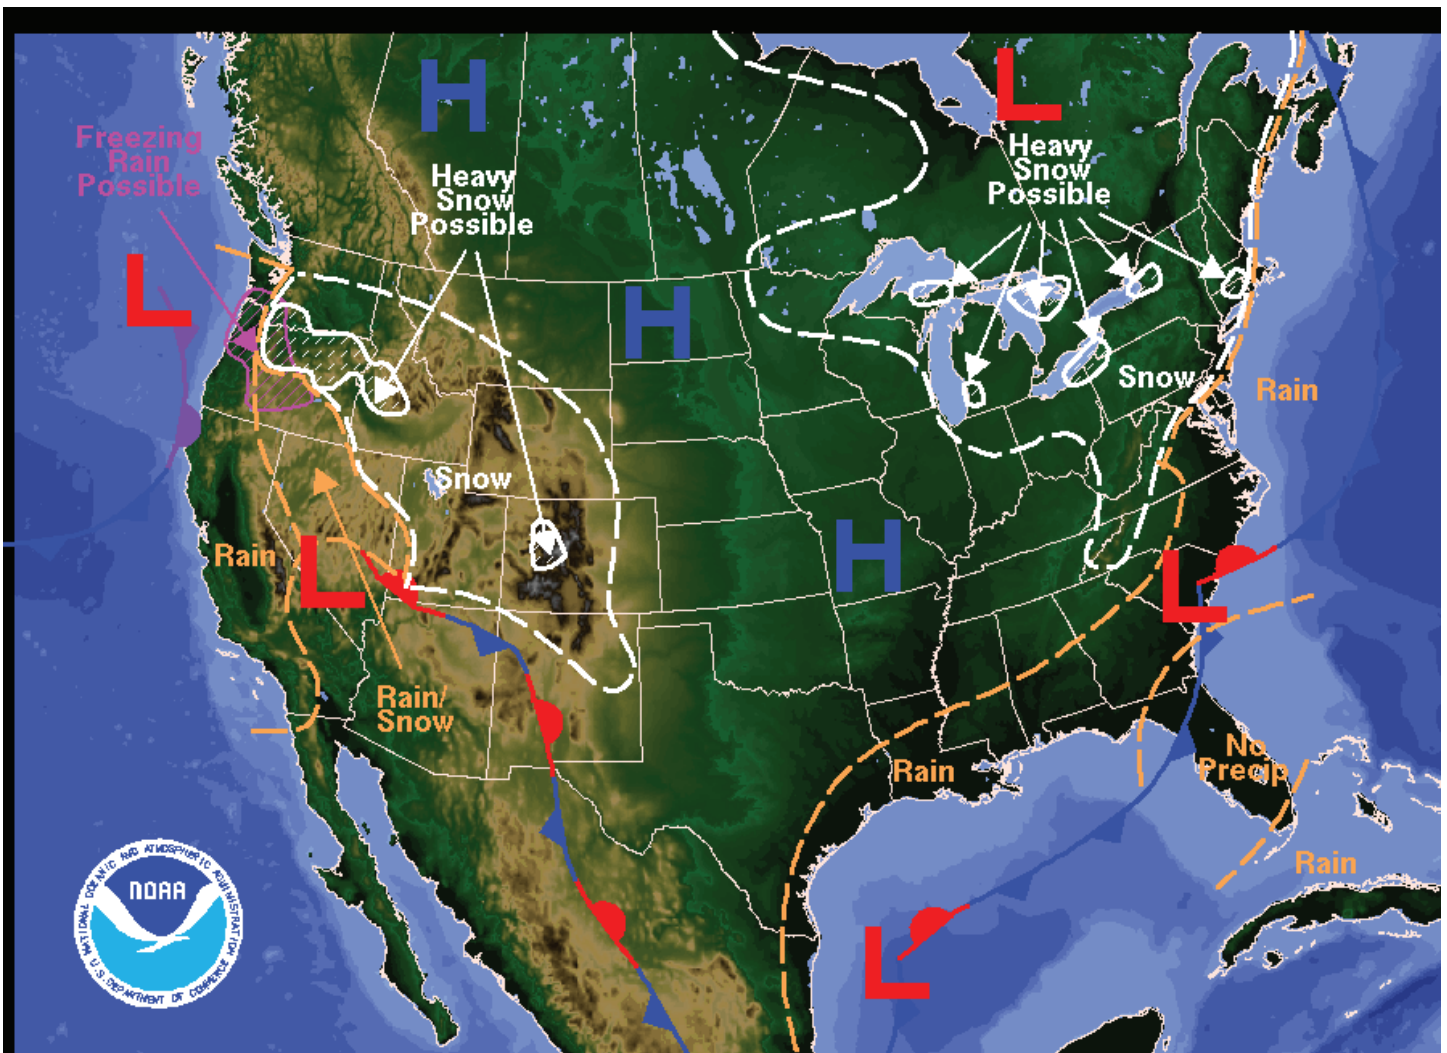 H
L
Freezing
Rain
Possible
Heavy
Snow
Possible
Heavy
Snow
Possible
L
H
Snow
Rain
Snow
H
Rain
L
L
Rain/
Snow
Rain
No
Precip
Rain
L
NOAA
NATIONAL OCEANIC AND ATMOSPHERIC ADMINISTRATION
U.S. DEPARTMENT OF COMMERCE